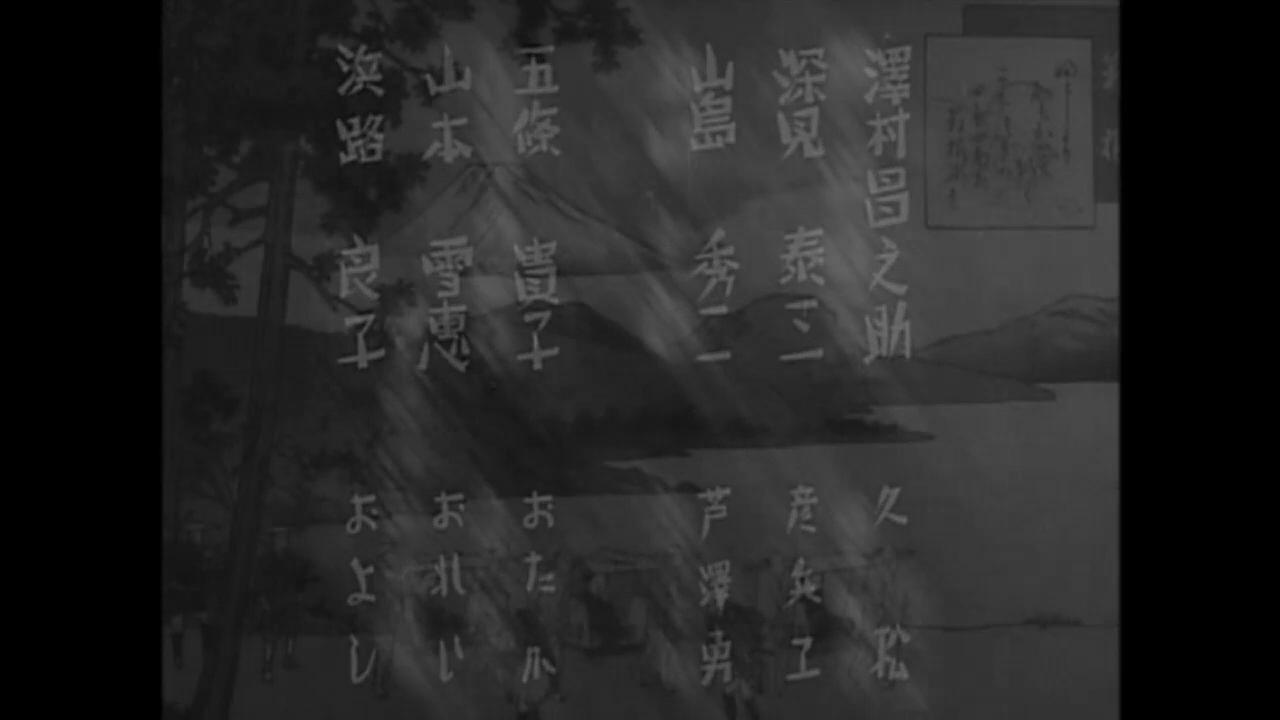 澤村昌之助 久松
深見泰三 彦兵エ
山島秀二 芦澤勇
五條貴子 おたか
山本雪惠 おれい
浜路良子 およし